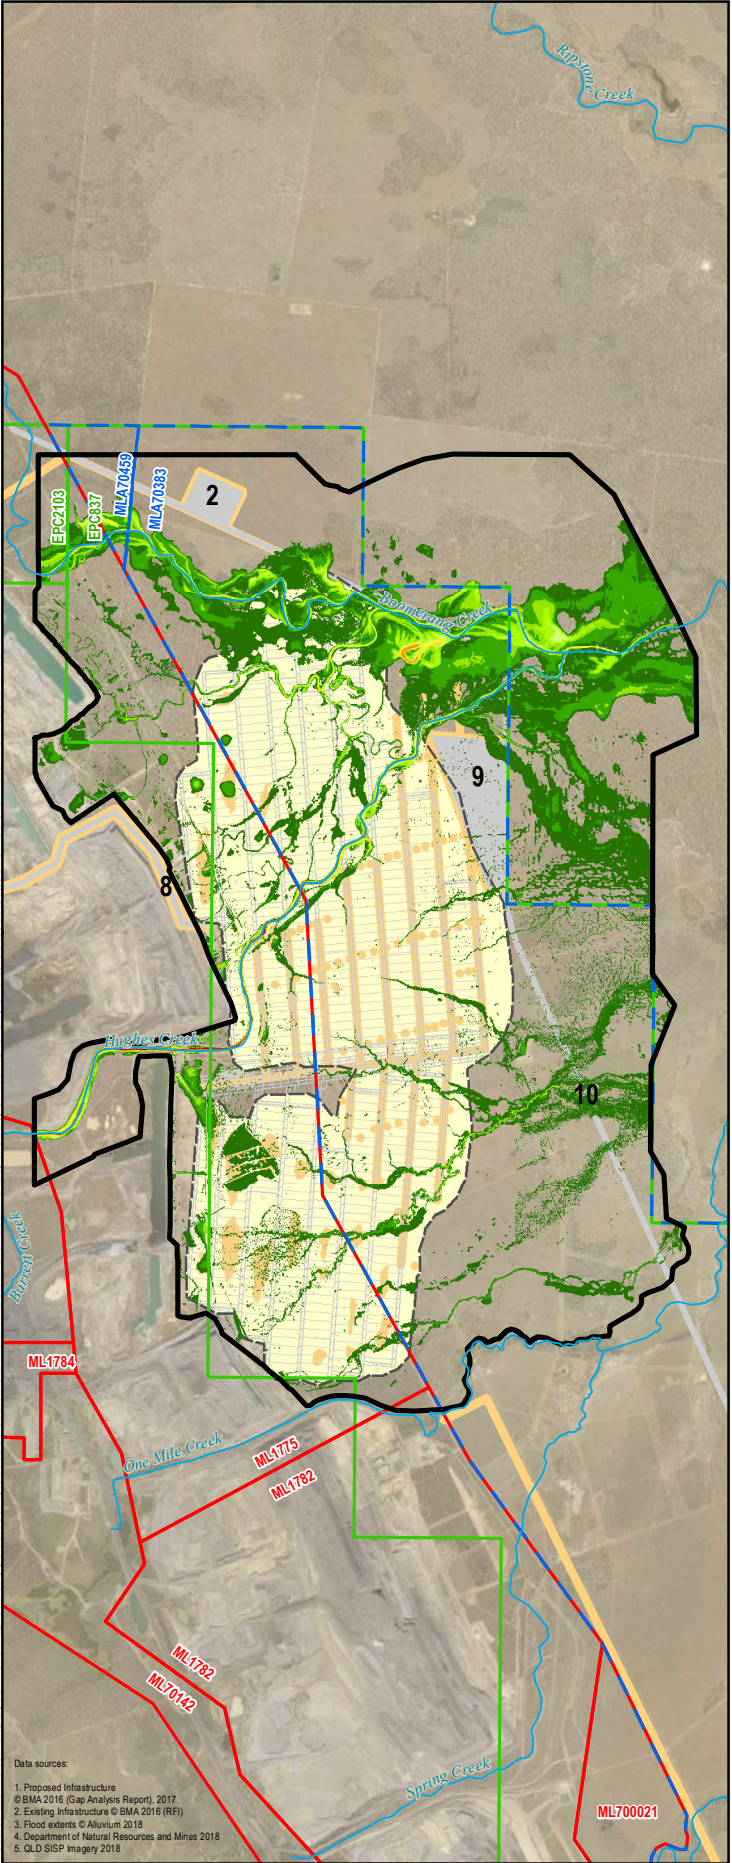 Ripstone
Creek
EPC2103
EPC837
MLA70459
MLA70383
2
Boomerang Creek
9
8
Hughes Creek
10
Barrett Creek
ML1784
One Mile Creek
ML1775
ML1782
ML1782
ML70142
Spring Creek
ML700021
Data sources:
1. Proposed Infrastructure
© BMA 2016 (Gap Analysis Report), 2017
2. Existing Infrastructure © BMA 2016 (RFI)
3. Flood extents © Alluvium 2018
4. Department of Natural Resources and Mines 2018
5. QLD SISP Imagery 2018